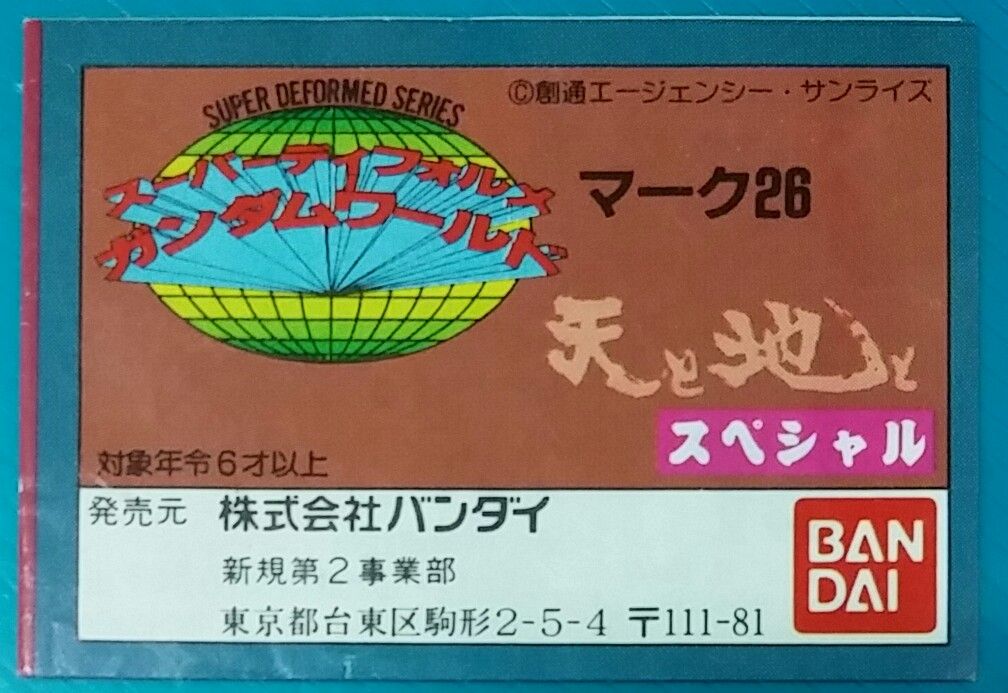 SUPER DEFORMED SERIES
スーパーディフォルメ
ガンダムワールド
©創通エージェンシー・サンライズ
マーク26
天と地と
スペシャル
対象年令6才以上
発売元 株式会社バンダイ
新規第2事業部
東京都台東区駒形2-5-4 〒111-81
BAN
DAI